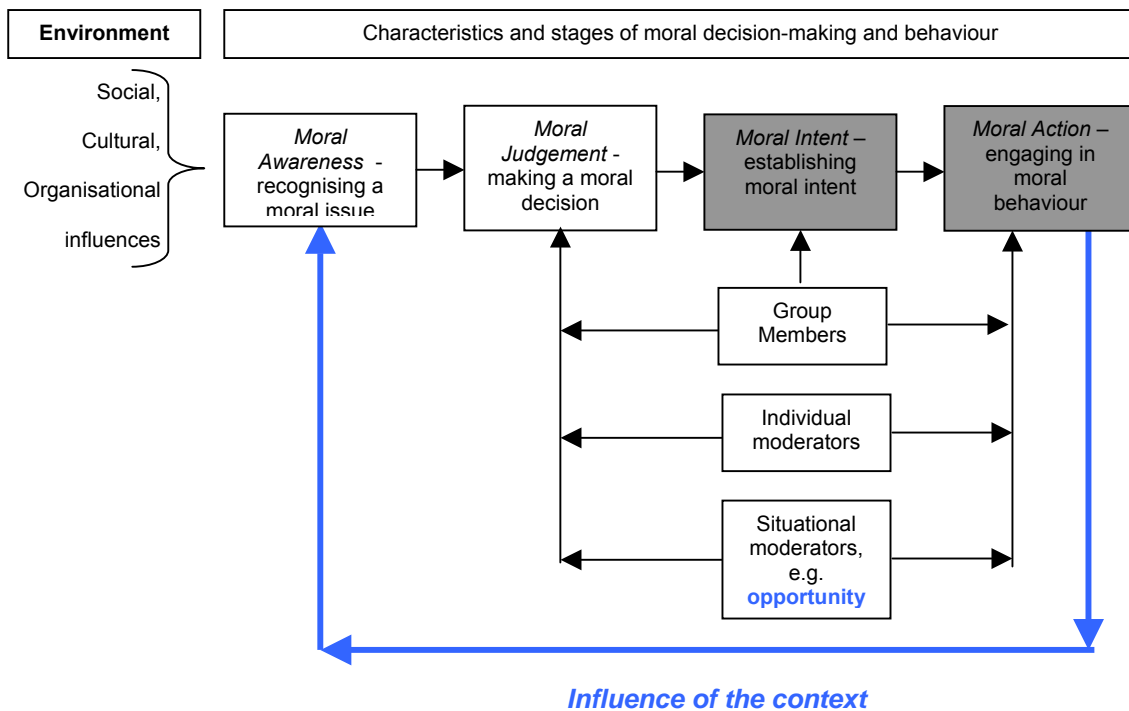 Environment
Characteristics and stages of moral decision-making and behaviour
Social,
Cultural,
Organisational
influences
Moral
Awareness -
recognising a
moral issue
Moral
Judgement -
making a moral
decision
Moral Intent –
establishing
moral intent
Moral Action –
engaging in
moral
behaviour
Group
Members
Individual
moderators
Situational
moderators,
e.g.
opportunity
Influence of the context